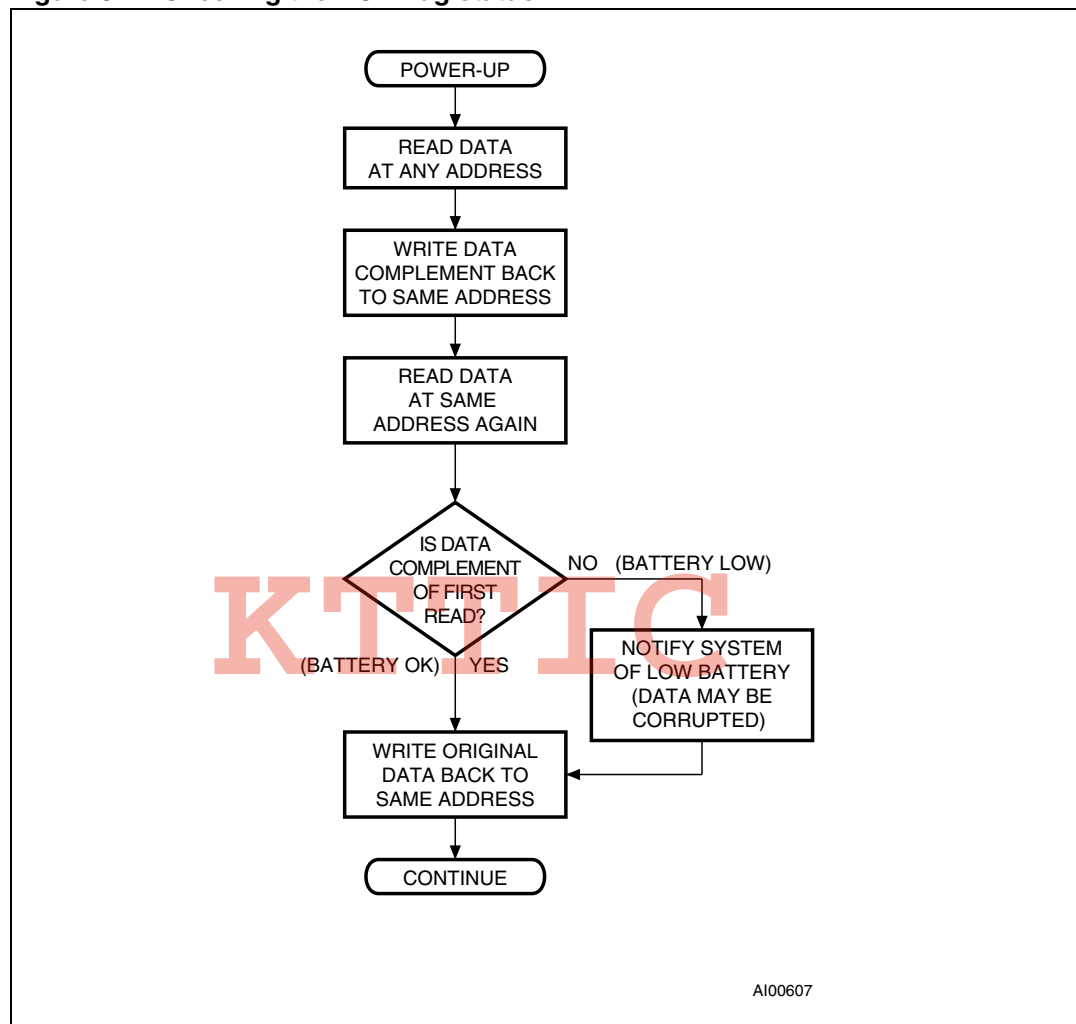 POWER-UP
READ DATA
AT ANY ADDRESS
WRITE DATA
COMPLEMENT BACK
TO SAME ADDRESS
READ DATA
AT SAME
ADDRESS AGAIN
IS DATA
COMPLEMENT
OF FIRST
READ?
NO (BATTERY LOW)
NOTIFY SYSTEM
OF LOW BATTERY
(DATA MAY BE
CORRUPTED)
(BATTERY OK) YES
WRITE ORIGINAL
DATA BACK TO
SAME ADDRESS
CONTINUE
KTTIC
AI00607